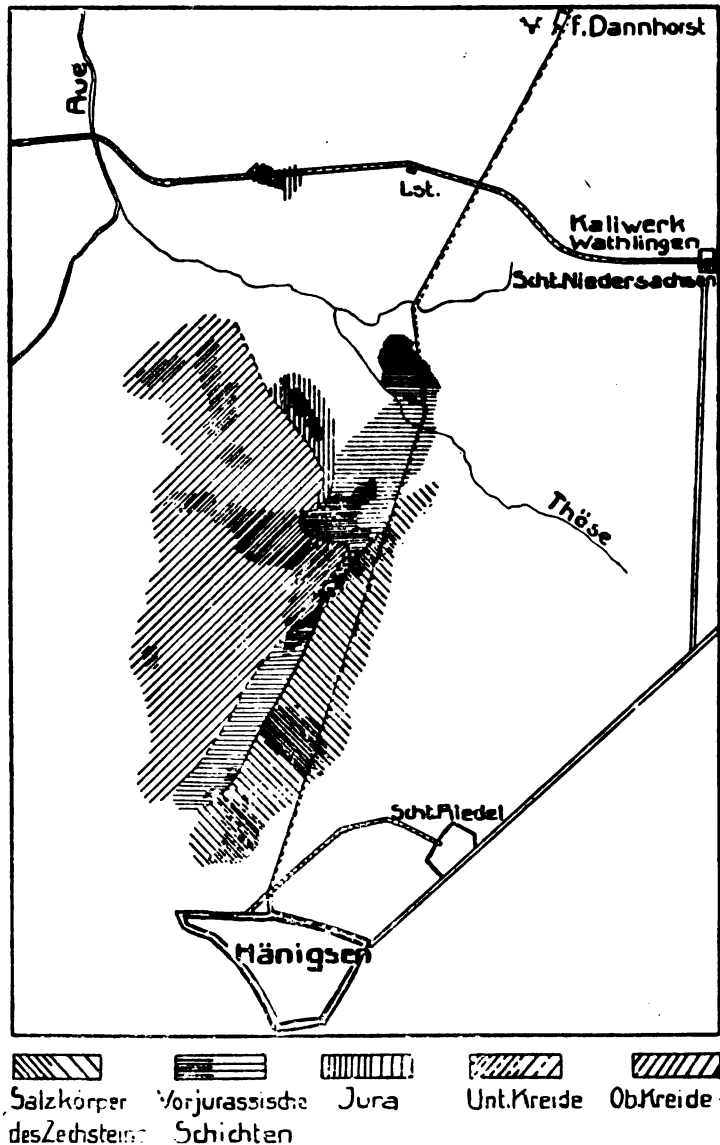 f. Dannhorst
Aue
Lst.
Kaliwerk
Wathlingen
Scht. Niedersachsen
Thöse
Scht. Riedel
Hänigsen
Salzkörper
des Zechsteins
Vorjurassische
Schichten
Jura
Unt. Kreide
Ob. Kreide